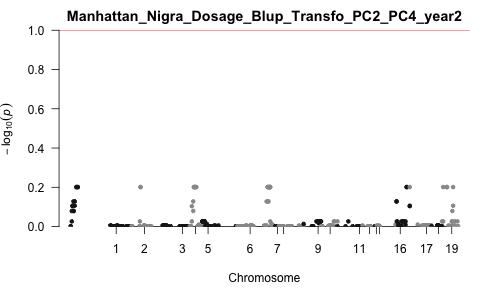 Manhattan_Nigra_Dosage_Blup_Transfo_PC2_PC4_year2
1.0
0.8
0.6
0.4
0.2
0.0
− log₁₀(p)
1 2 3 5 6 7 9 11 16 17 19
Chromosome